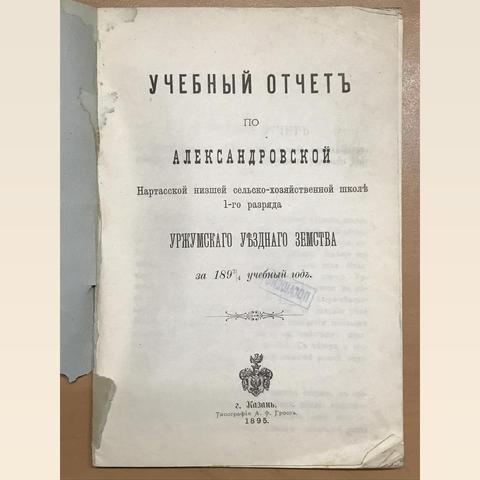 УЧЕБНЫЙ ОТЧЕТЪ
ПО
АЛЕКСАНДРОВСКОЙ
Нартасской низшей сельско-хозяйственной школѣ
1-го разряда
УРЖУМСКАГО УѢЗДНАГО ЗЕМСТВА
за 189³/₄ учебный годъ.
г. Казань.
Типографія А. Ф. Гросъ.
1895.